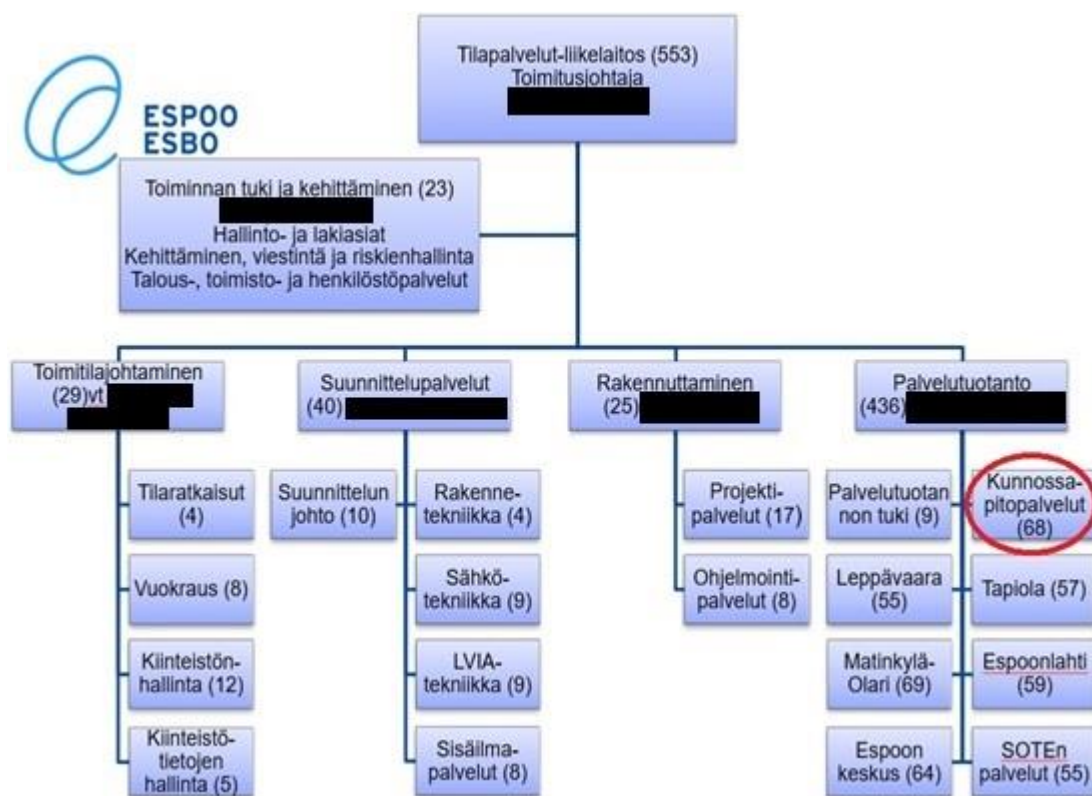 Tilapalvelut-liikelaitos (553)
Toimitusjohtaja
ESPOO
ESBO
Toiminnan tuki ja kehittäminen (23)
Hallinto- ja lakiasiat
Kehittäminen, viestintä ja riskienhallinta
Talous-, toimisto- ja henkilöstöpalvelut
Toimitilajohtaminen
(29)vt
Suunnittelupalvelut
(40)
Rakennuttaminen
(25)
Palvelutuotanto
(436)
Tilaratkaisut
(4)
Vuokraus (8)
Kiinteistön-
hallinta (12)
Kiinteistö-
tietojen
hallinta (5)
Suunnittelun
johto (10)
Rakenne-
tekniikka (4)
Sähkö-
tekniikka (9)
LVIA-
tekniikka (9)
Sisäilma-
palvelut (8)
Projekti-
palvelut (17)
Ohjelmointi-
palvelut (8)
Palvelutuotan
non tuki (9)
Kunnossa-
pitopalvelut
(68)
Leppävaara
(55)
Tapiola (57)
Matinkylä-
Olari (69)
Espoonlahti
(59)
Espoon
keskus (64)
SOTEn
palvelut (55)